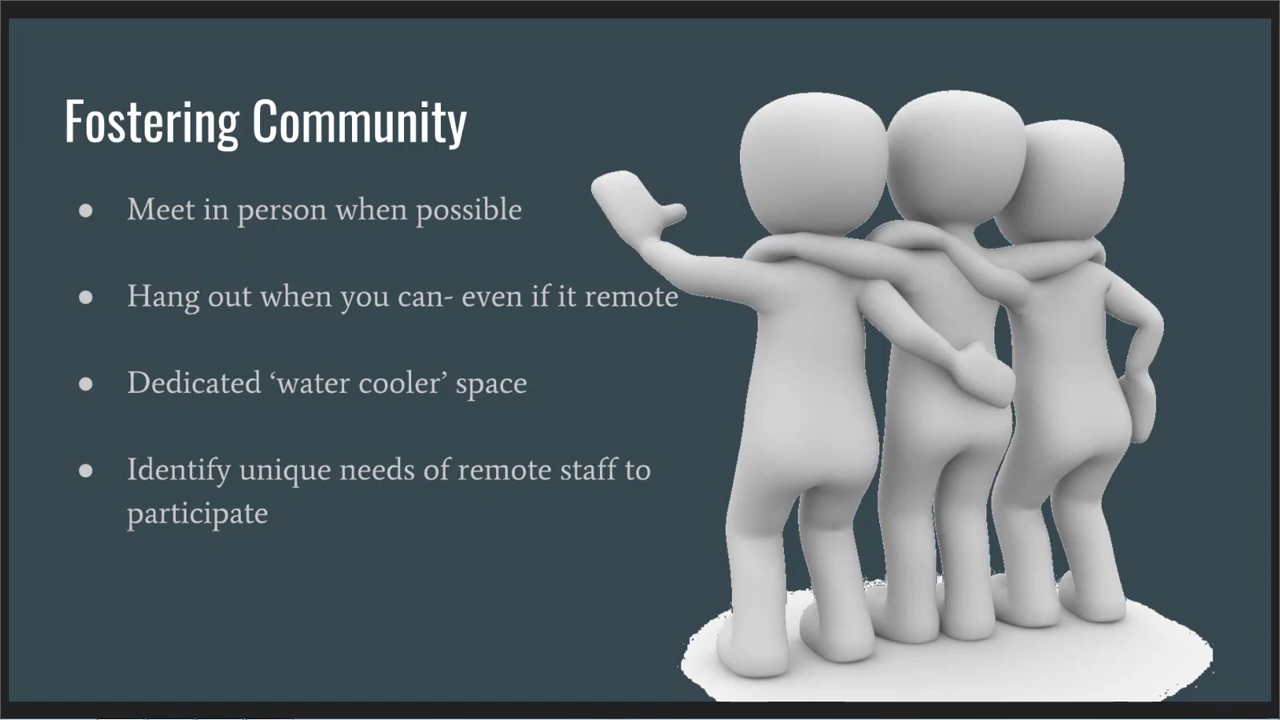 Fostering Community
● Meet in person when possible
● Hang out when you can- even if it remote
● Dedicated ‘water cooler’ space
● Identify unique needs of remote staff to
participate